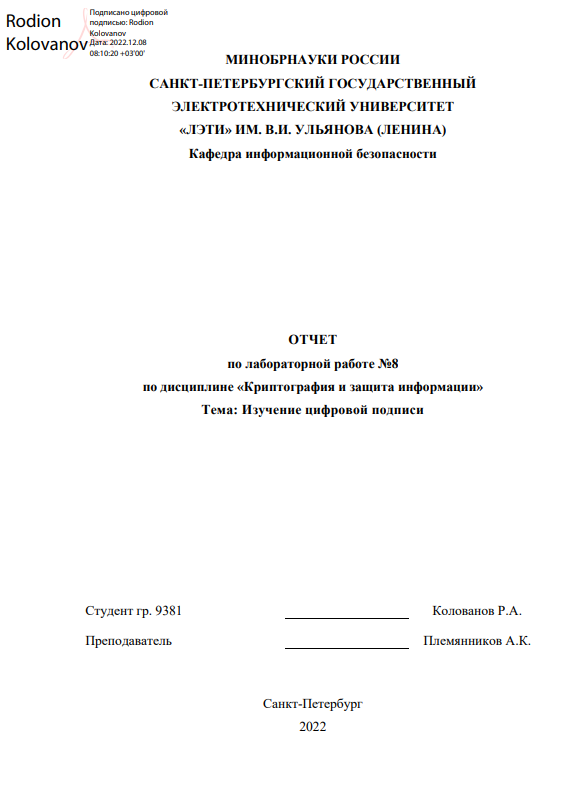 Rodion
Kolovanov
Подписано цифровой
подписью: Rodion
Kolovanov
Дата: 2022.12.08
08:10:20 +03'00'
МИНОБРНАУКИ РОССИИ
САНКТ-ПЕТЕРБУРГСКИЙ ГОСУДАРСТВЕННЫЙ
ЭЛЕКТРОТЕХНИЧЕСКИЙ УНИВЕРСИТЕТ
«ЛЭТИ» ИМ. В.И. УЛЬЯНОВА (ЛЕНИНА)
Кафедра информационной безопасности
ОТЧЕТ
по лабораторной работе №8
по дисциплине «Криптография и защита информации»
Тема: Изучение цифровой подписи
Студент гр. 9381 Колованов Р.А.
Преподаватель Племянников А.К.
Санкт-Петербург
2022